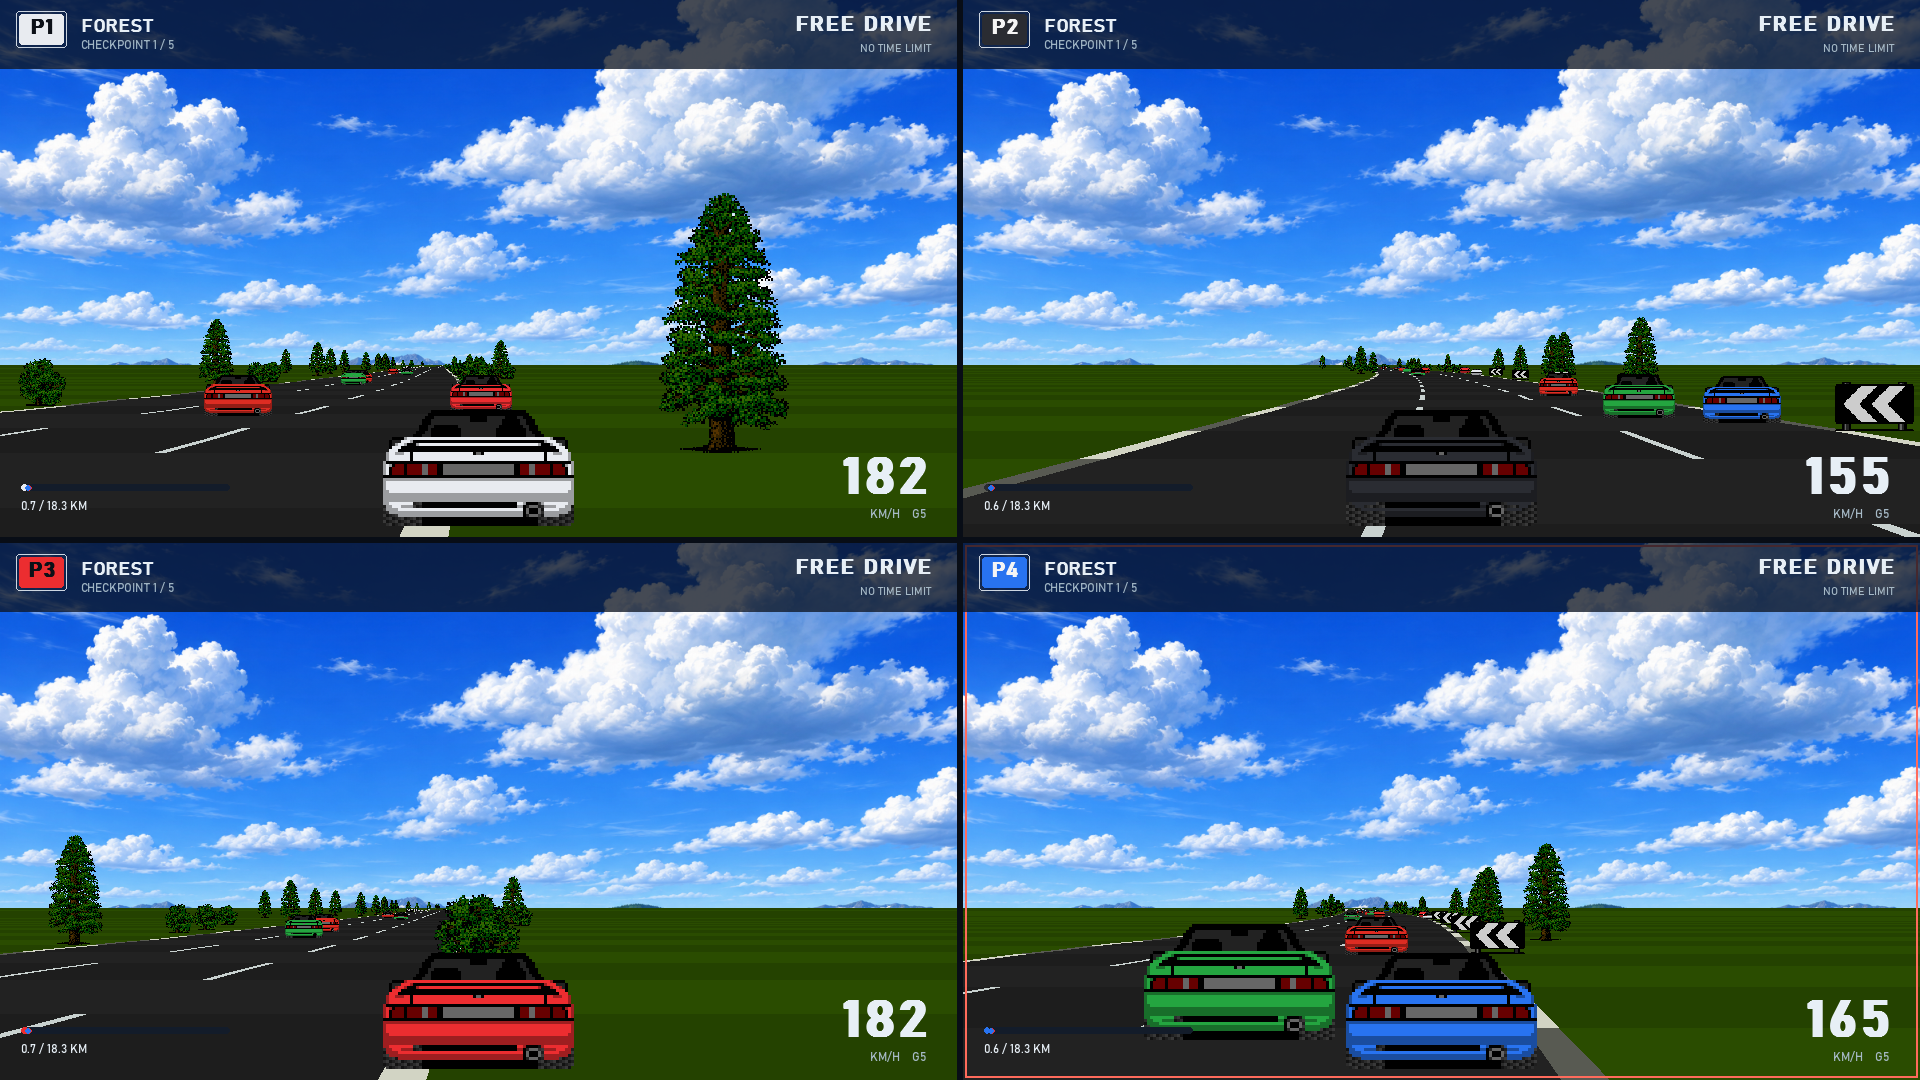 P1
FOREST
CHECKPOINT 1 / 5
FREE DRIVE
NO TIME LIMIT
0.7 / 18.3 KM
182
KM/H G5
P2
FOREST
CHECKPOINT 1 / 5
FREE DRIVE
NO TIME LIMIT
0.6 / 18.3 KM
155
KM/H G5
P3
FOREST
CHECKPOINT 1 / 5
FREE DRIVE
NO TIME LIMIT
0.7 / 18.3 KM
182
KM/H G5
P4
FOREST
CHECKPOINT 1 / 5
FREE DRIVE
NO TIME LIMIT
0.6 / 18.3 KM
165
KM/H G5